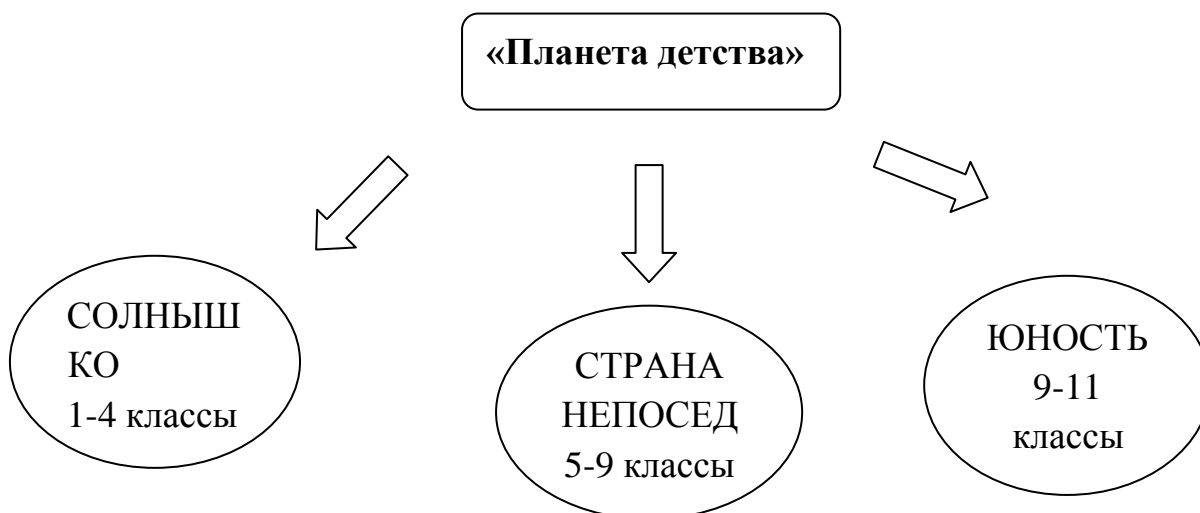 «Планета детства»
СОЛНЫШ
КО
1-4 классы
СТРАНА
НЕПОСЕД
5-9 классы
ЮНОСТЬ
9-11
классы